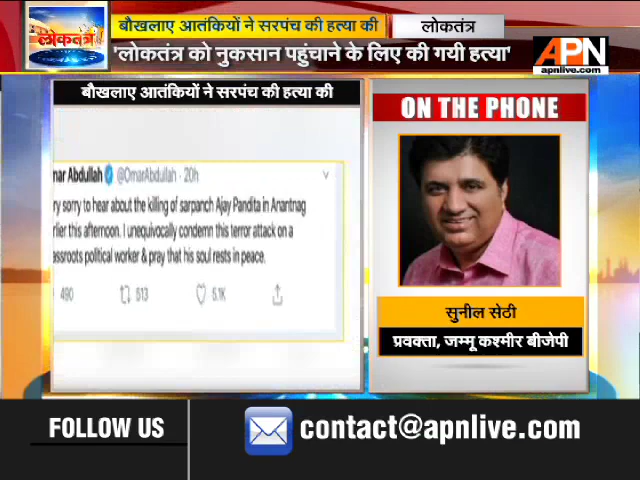 लोकतंत्र
बौखलाए आतंकियों ने सरपंच की हत्या की
लोकतंत्र
'लोकतंत्र को नुकसान पहुंचाने के लिए की गयी हत्या'
APN
apnlive.com
बौखलाए आतंकियों ने सरपंच की हत्या की
mar Abdullah @OmarAbdullah · 20h
ry sorry to hear about the killing of sarpanch Ajay Pandita in Anantnag
rlier this afternoon. I unequivocally condemn this terror attack on a
assroots political worker & pray that his soul rests in peace.
490 513 5.1K
ON THE PHONE
सुनील सेठी
प्रवक्ता, जम्मू कश्मीर बीजेपी
FOLLOW US
contact@apnlive.com